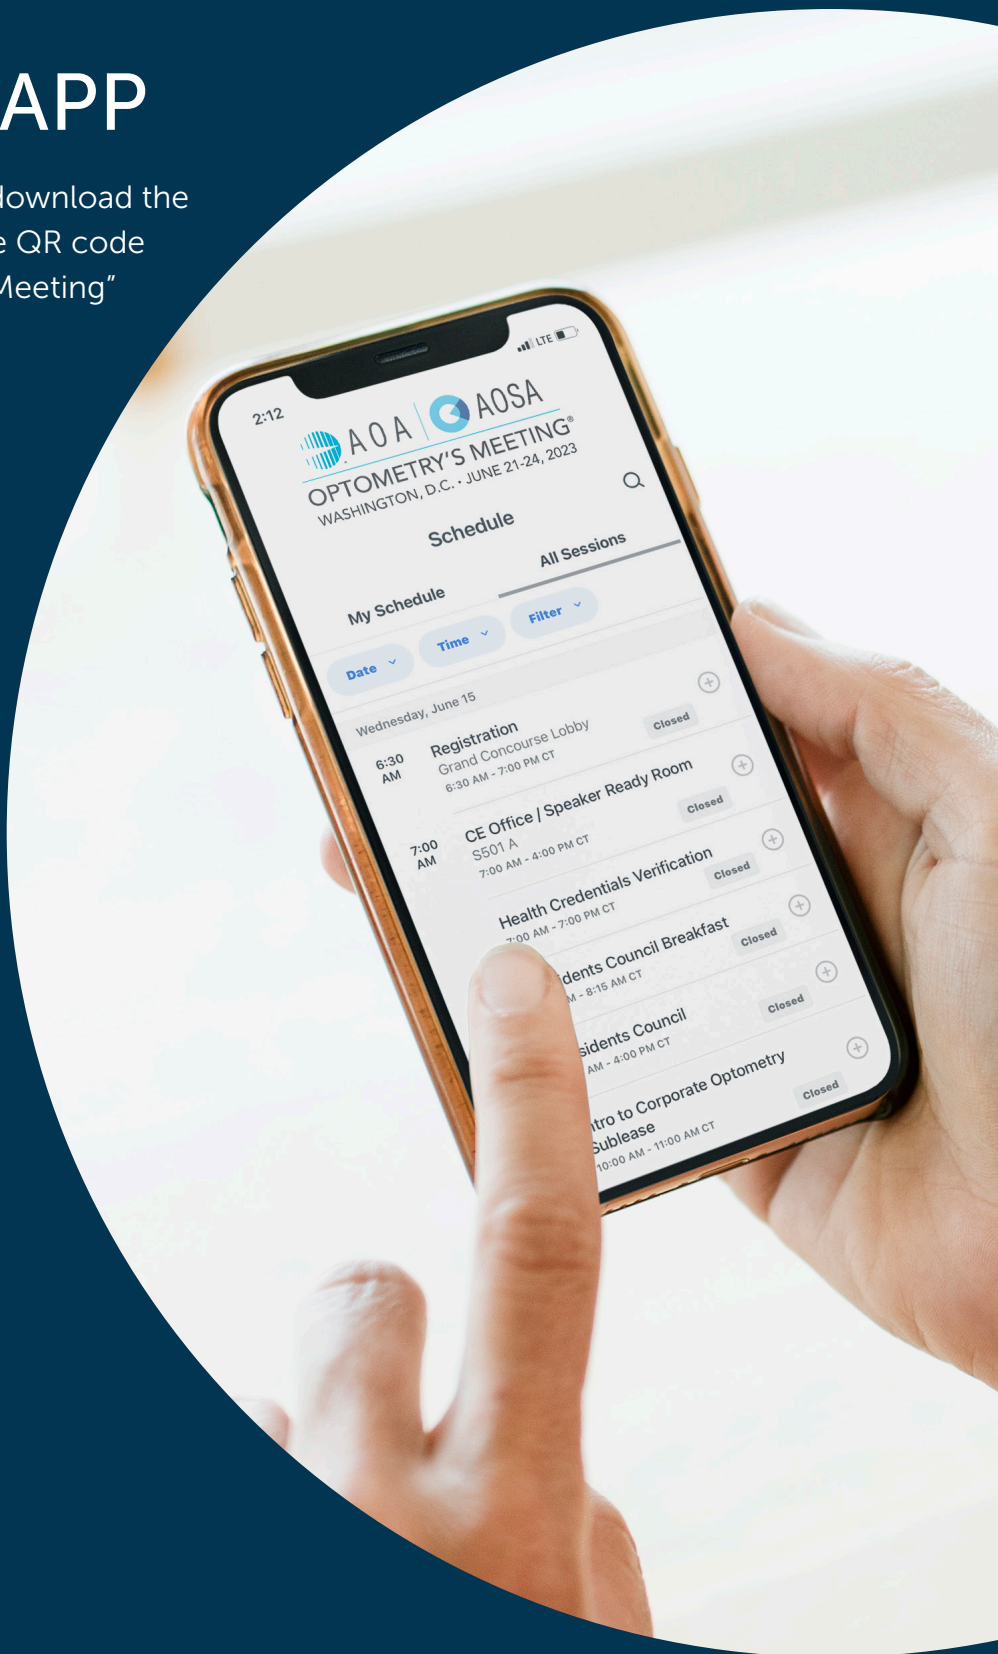 APP
download the
QR code
Meeting"
2:12
LTE
AOA AOSA
OPTOMETRY'S MEETING®
WASHINGTON, D.C. • JUNE 21-24, 2023
Schedule
My Schedule All Sessions
Date Time Filter
Wednesday, June 15
6:30 AM
Registration
Grand Concourse Lobby
6:30 AM - 7:00 PM CT
Closed
7:00 AM
CE Office / Speaker Ready Room
S501 A
7:00 AM - 4:00 PM CT
Closed
Health Credentials Verification
7:00 AM - 7:00 PM CT
Closed
Council Breakfast
- 8:15 AM CT
Closed
Council
AM - 4:00 PM CT
Closed
to Corporate Optometry
Sublease
10:00 AM - 11:00 AM CT
Closed